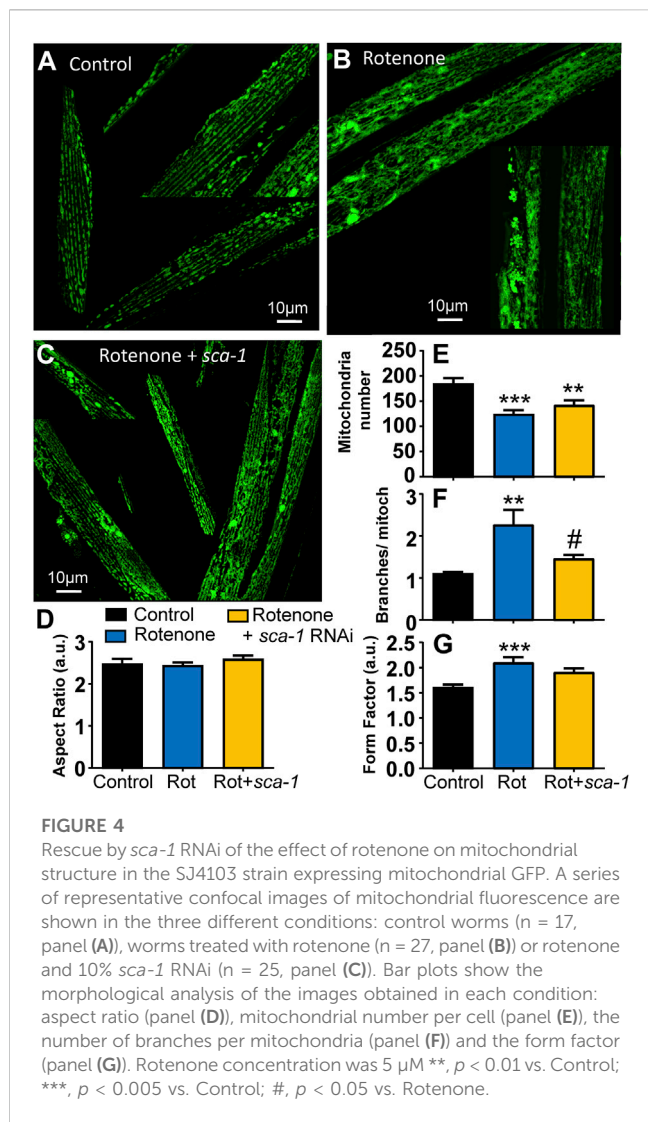 A Control
10µm
B Rotenone
10µm
C Rotenone + sca-1
10µm
D
Control
Rotenone
Rotenone
+ sca-1 RNAi
Aspect Ratio (a.u.)
3
2
1
0
Control Rot Rot+sca-1
E
Mitochondria
number
250
200
150
100
50
0
***
**
F
Branches/ mitoch
3
2
1
0
**
#
G
Form Factor (a.u.)
2.5
2.0
1.5
1.0
0.5
0.0
***
Control Rot Rot+sca-1
FIGURE 4
Rescue by sca-1 RNAi of the effect of rotenone on mitochondrial
structure in the SJ4103 strain expressing mitochondrial GFP. A series
of representative confocal images of mitochondrial fluorescence are
shown in the three different conditions: control worms (n = 17,
panel (A)), worms treated with rotenone (n = 27, panel (B)) or rotenone
and 10% sca-1 RNAi (n = 25, panel (C)). Bar plots show the
morphological analysis of the images obtained in each condition:
aspect ratio (panel (D)), mitochondrial number per cell (panel (E)), the
number of branches per mitochondria (panel (F)) and the form factor
(panel (G)). Rotenone concentration was 5 µM **, p < 0.01 vs. Control;
***, p < 0.005 vs. Control; #, p < 0.05 vs. Rotenone.